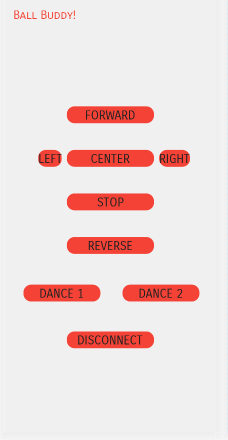 Ball Buddy!
FORWARD
LEFT CENTER RIGHT
STOP
REVERSE
DANCE 1 DANCE 2
DISCONNECT